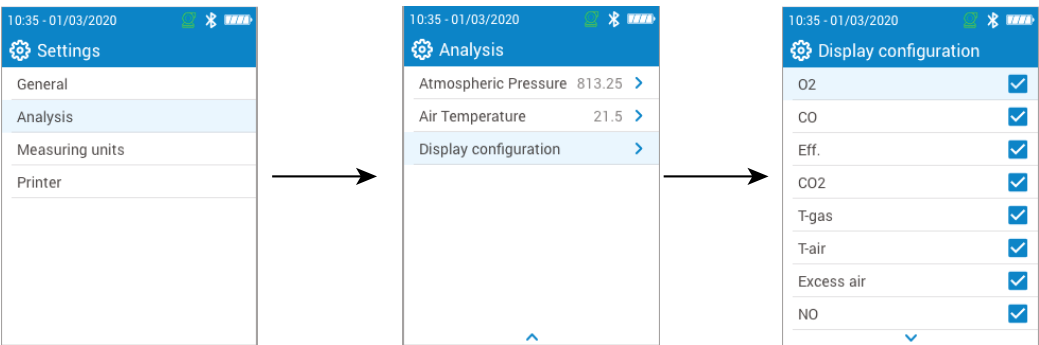 10:35 - 01/03/2020
Settings
General
Analysis
Measuring units
Printer
10:35 - 01/03/2020
Analysis
Atmospheric Pressure 813.25
Air Temperature 21.5
Display configuration
10:35 - 01/03/2020
Display configuration
O2
CO
Eff.
CO2
T-gas
T-air
Excess air
NO